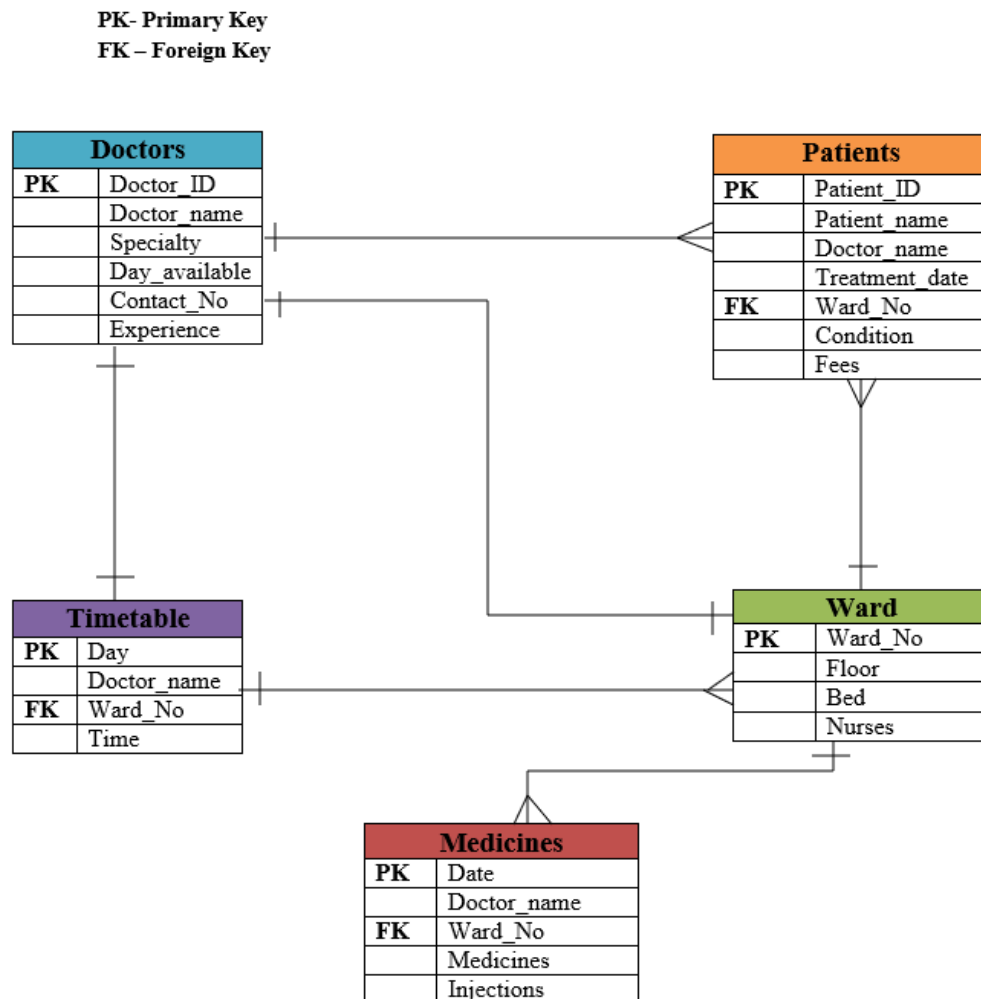 PK- Primary Key
FK – Foreign Key
Doctors
PK Doctor_ID
Doctor_name
Specialty
Day_available
Contact_No
Experience
Patients
PK Patient_ID
Patient_name
Doctor_name
Treatment_date
FK Ward_No
Condition
Fees
Timetable
PK Day
Doctor_name
FK Ward_No
Time
Ward
PK Ward_No
Floor
Bed
Nurses
Medicines
PK Date
Doctor_name
FK Ward_No
Medicines
Injections